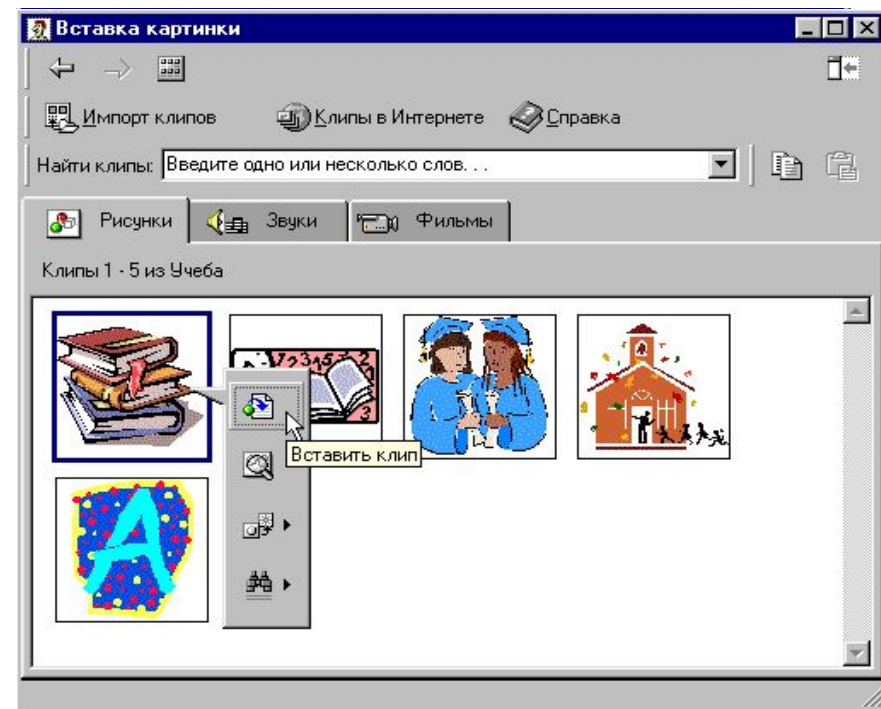 Вставка картинки
Импорт клипов Клипы в Интернете Справка
Найти клипы: Введите одно или несколько слов. . .
Рисунки Звуки Фильмы
Клипы 1 - 5 из Учеба
Вставить клип
A